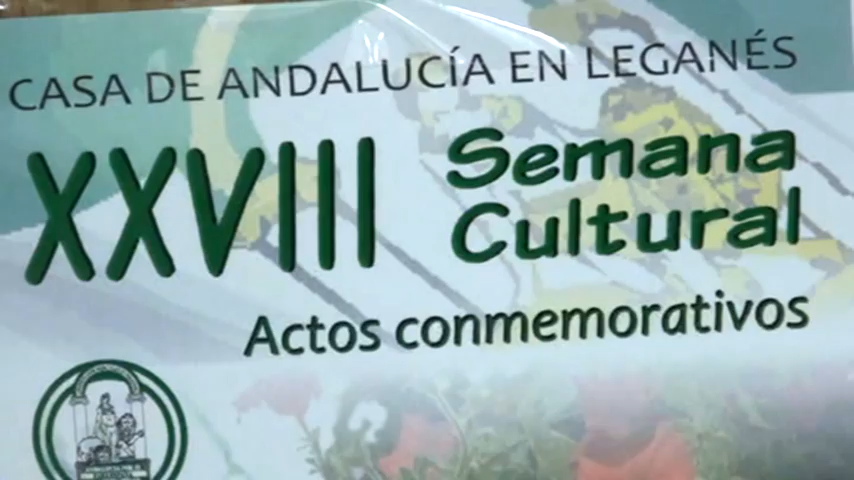 CASA DE ANDALUCÍA EN LEGANÉS
XXVIII Semana
Cultural
Actos conmemorativos